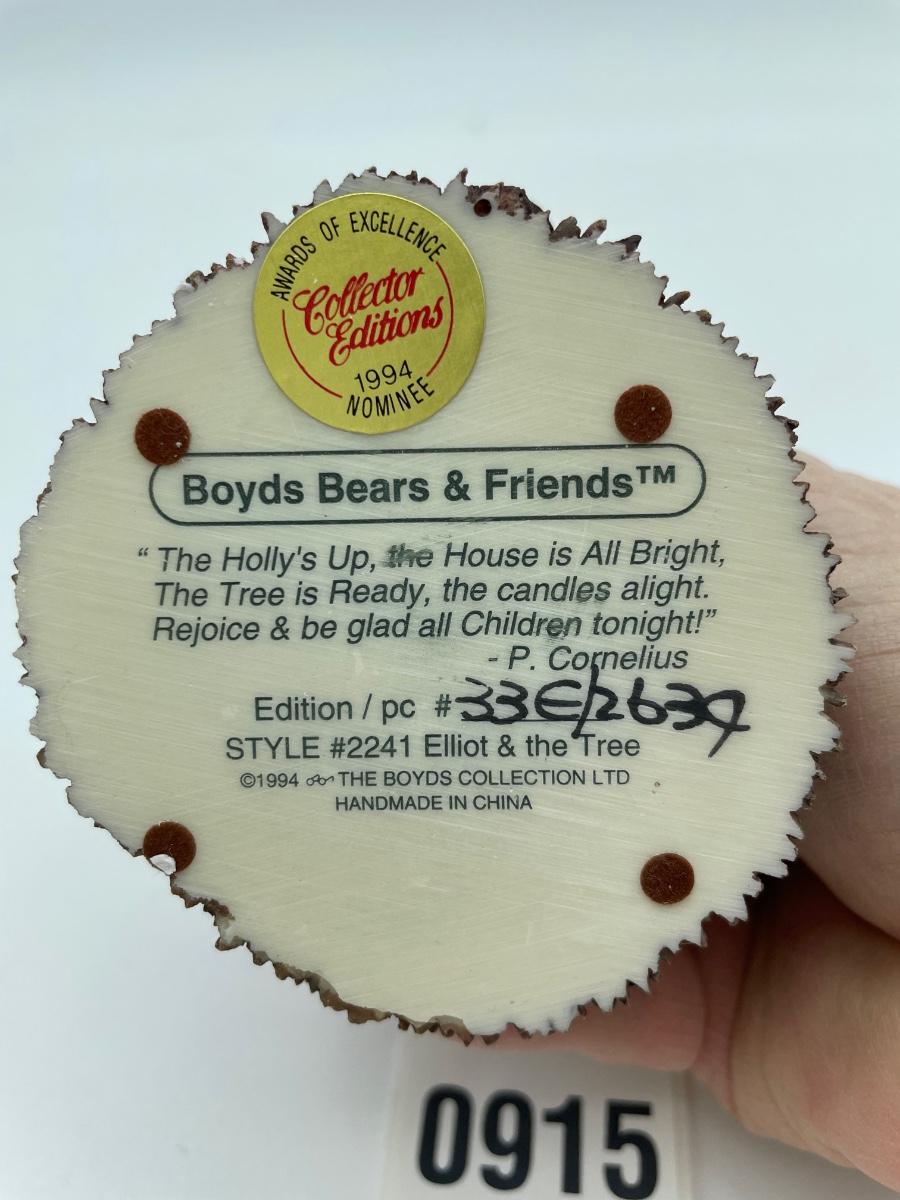 AWARDS OF EXCELLENCE
Collector
Editions
1994
NOMINEE
Boyds Bears & Friends™
“ The Holly's Up, the House is All Bright,
The Tree is Ready, the candles alight.
Rejoice & be glad all Children tonight!”
- P. Cornelius
Edition / pc # 33E/2639
STYLE #2241 Elliot & the Tree
©1994 THE BOYDS COLLECTION LTD
HANDMADE IN CHINA
0915